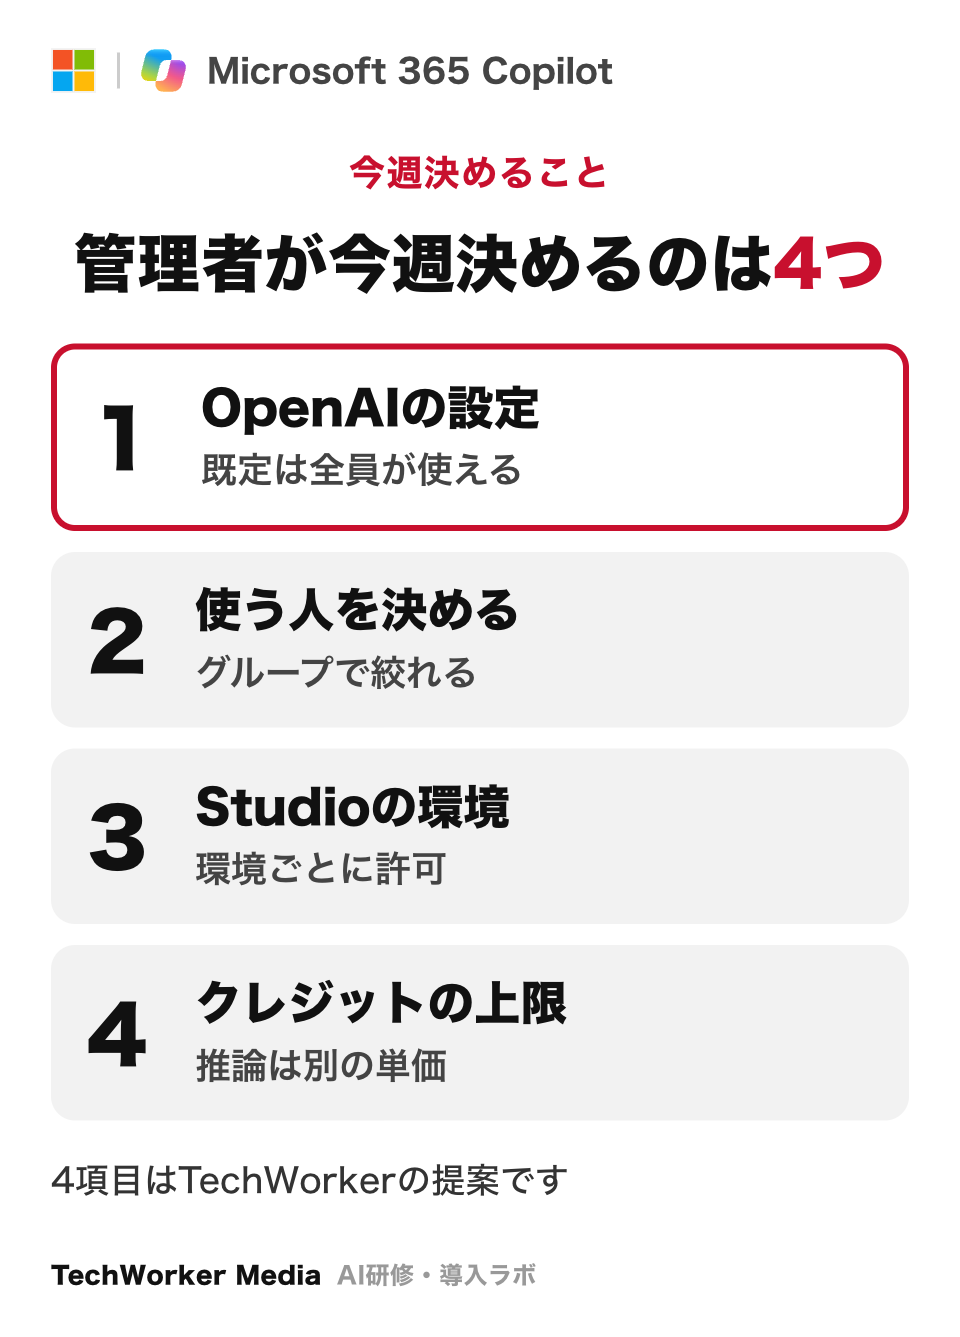 Microsoft 365 Copilot
今週決めること
管理者が今週決めるのは4つ
1
OpenAIの設定
既定は全員が使える
2
使う人を決める
グループで絞れる
3
Studioの環境
環境ごとに許可
4
クレジットの上限
推論は別の単価
4項目はTechWorkerの提案です
TechWorker Media AI研修・導入ラボ